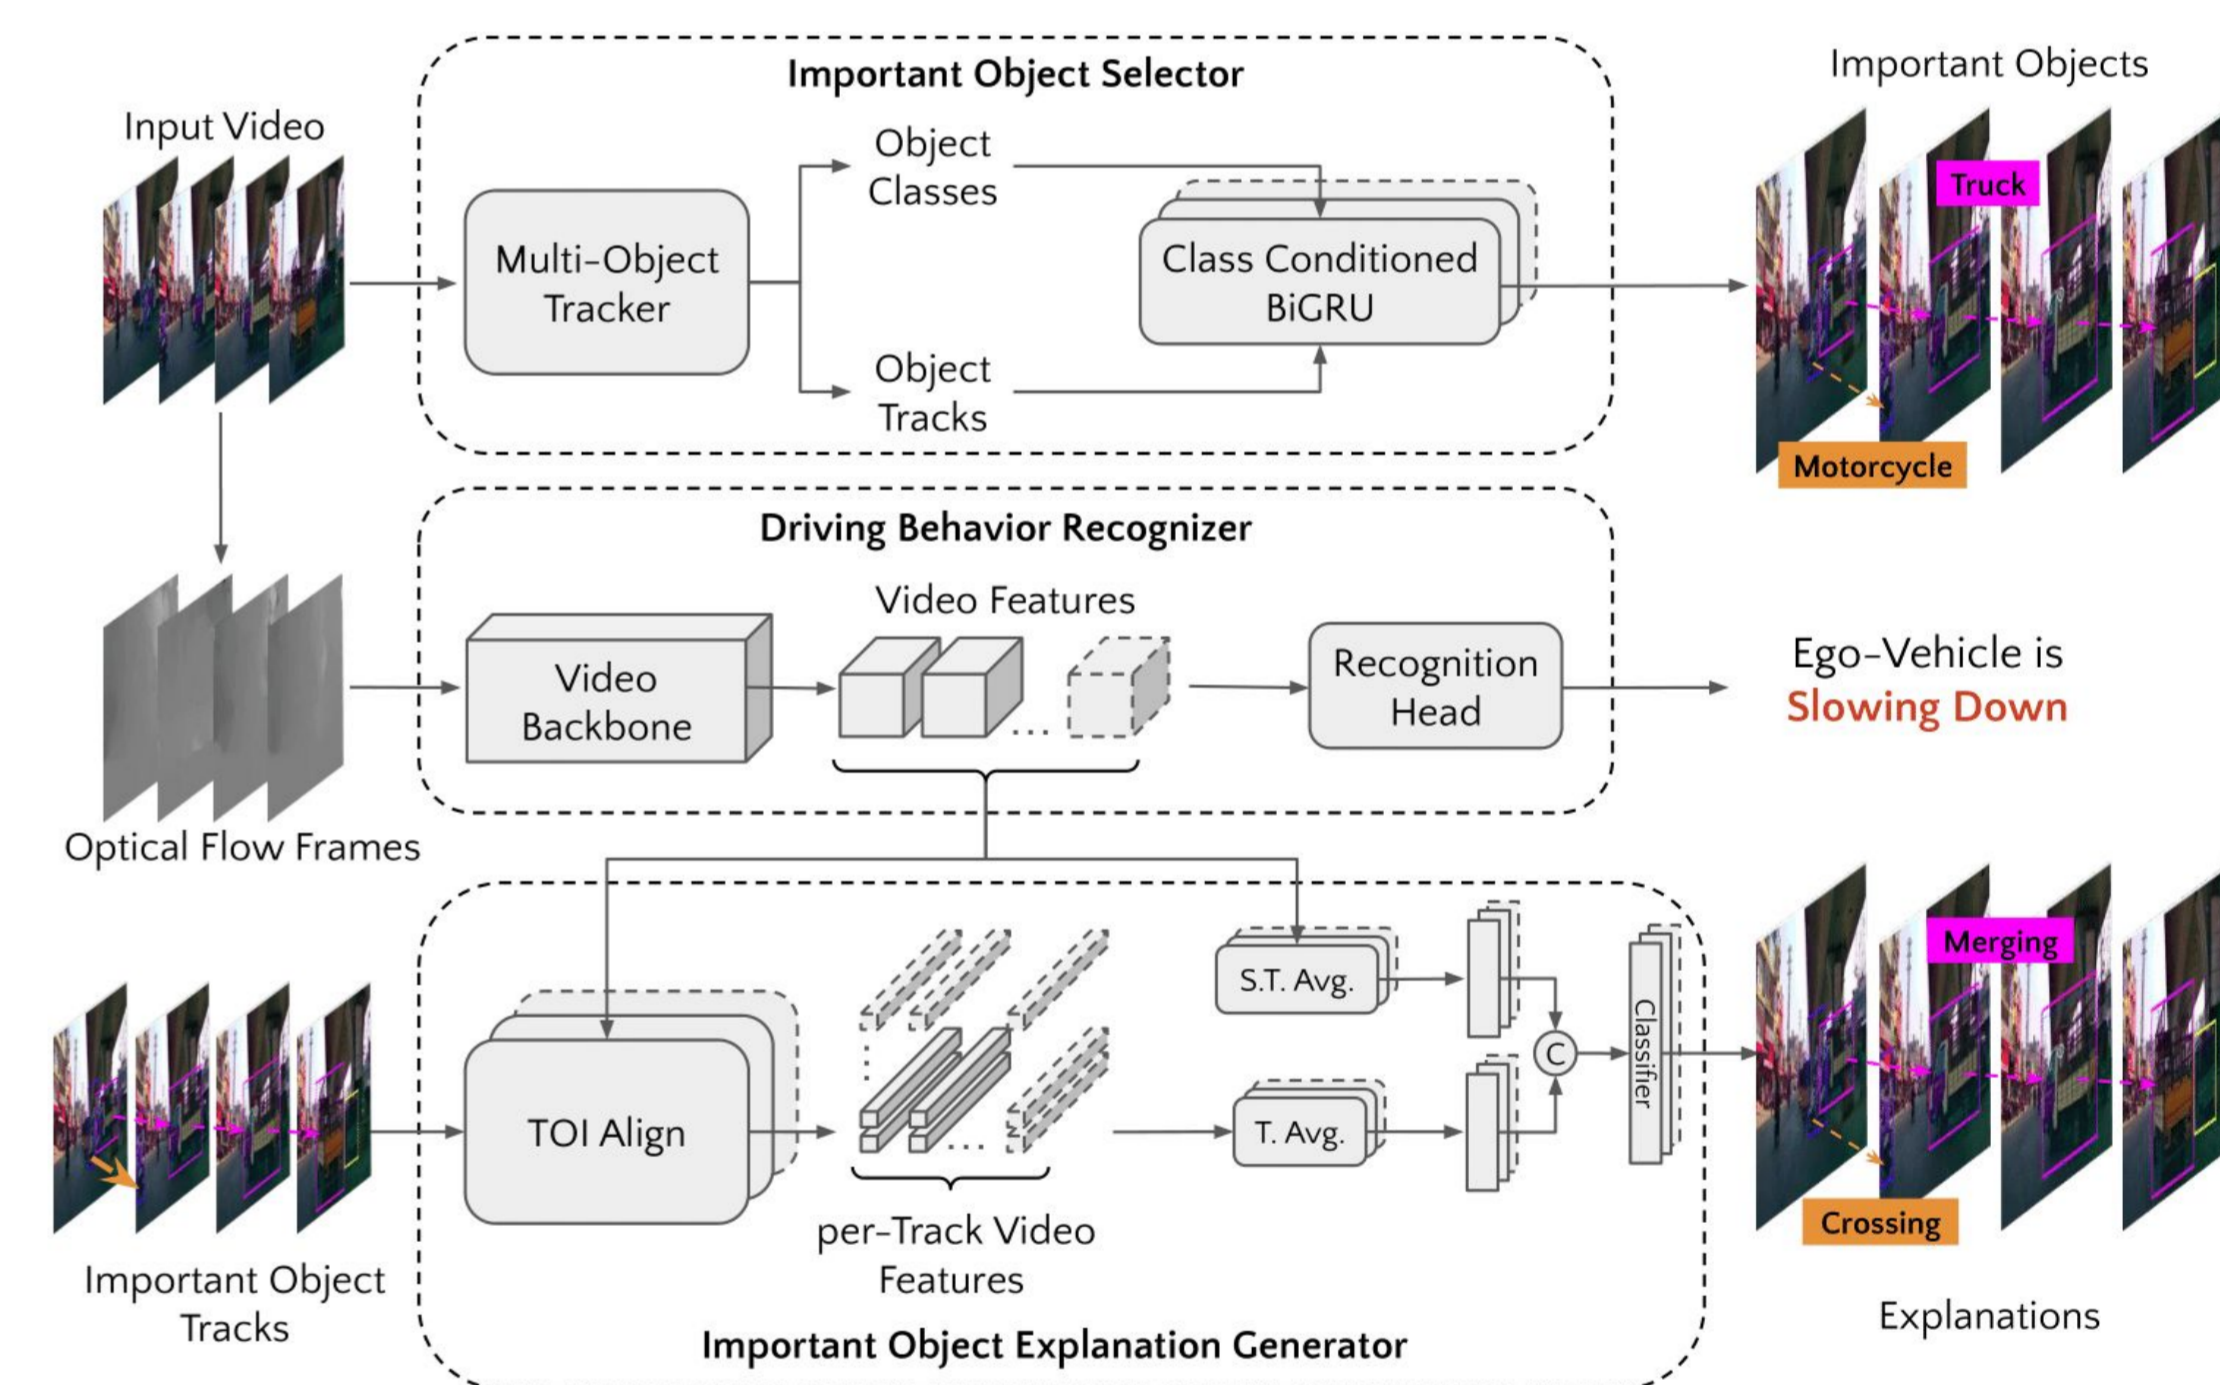 Important Object Selector
Important Objects
Input Video
Object
Classes
Multi-Object
Tracker
Class Conditioned
BiGRU
Object
Tracks
Truck
Motorcycle
Driving Behavior Recognizer
Video Features
Video
Backbone
...
Recognition
Head
Ego-Vehicle is
Slowing Down
Optical Flow Frames
TOI Align
...
per-Track Video
Features
S.T. Avg.
T. Avg.
C
Classifier
Merging
Crossing
Important Object
Tracks
Explanations
Important Object Explanation Generator